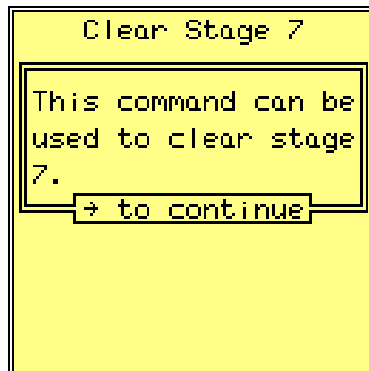 Clear Stage 7
This command can be
used to clear stage
7.
→ to continue